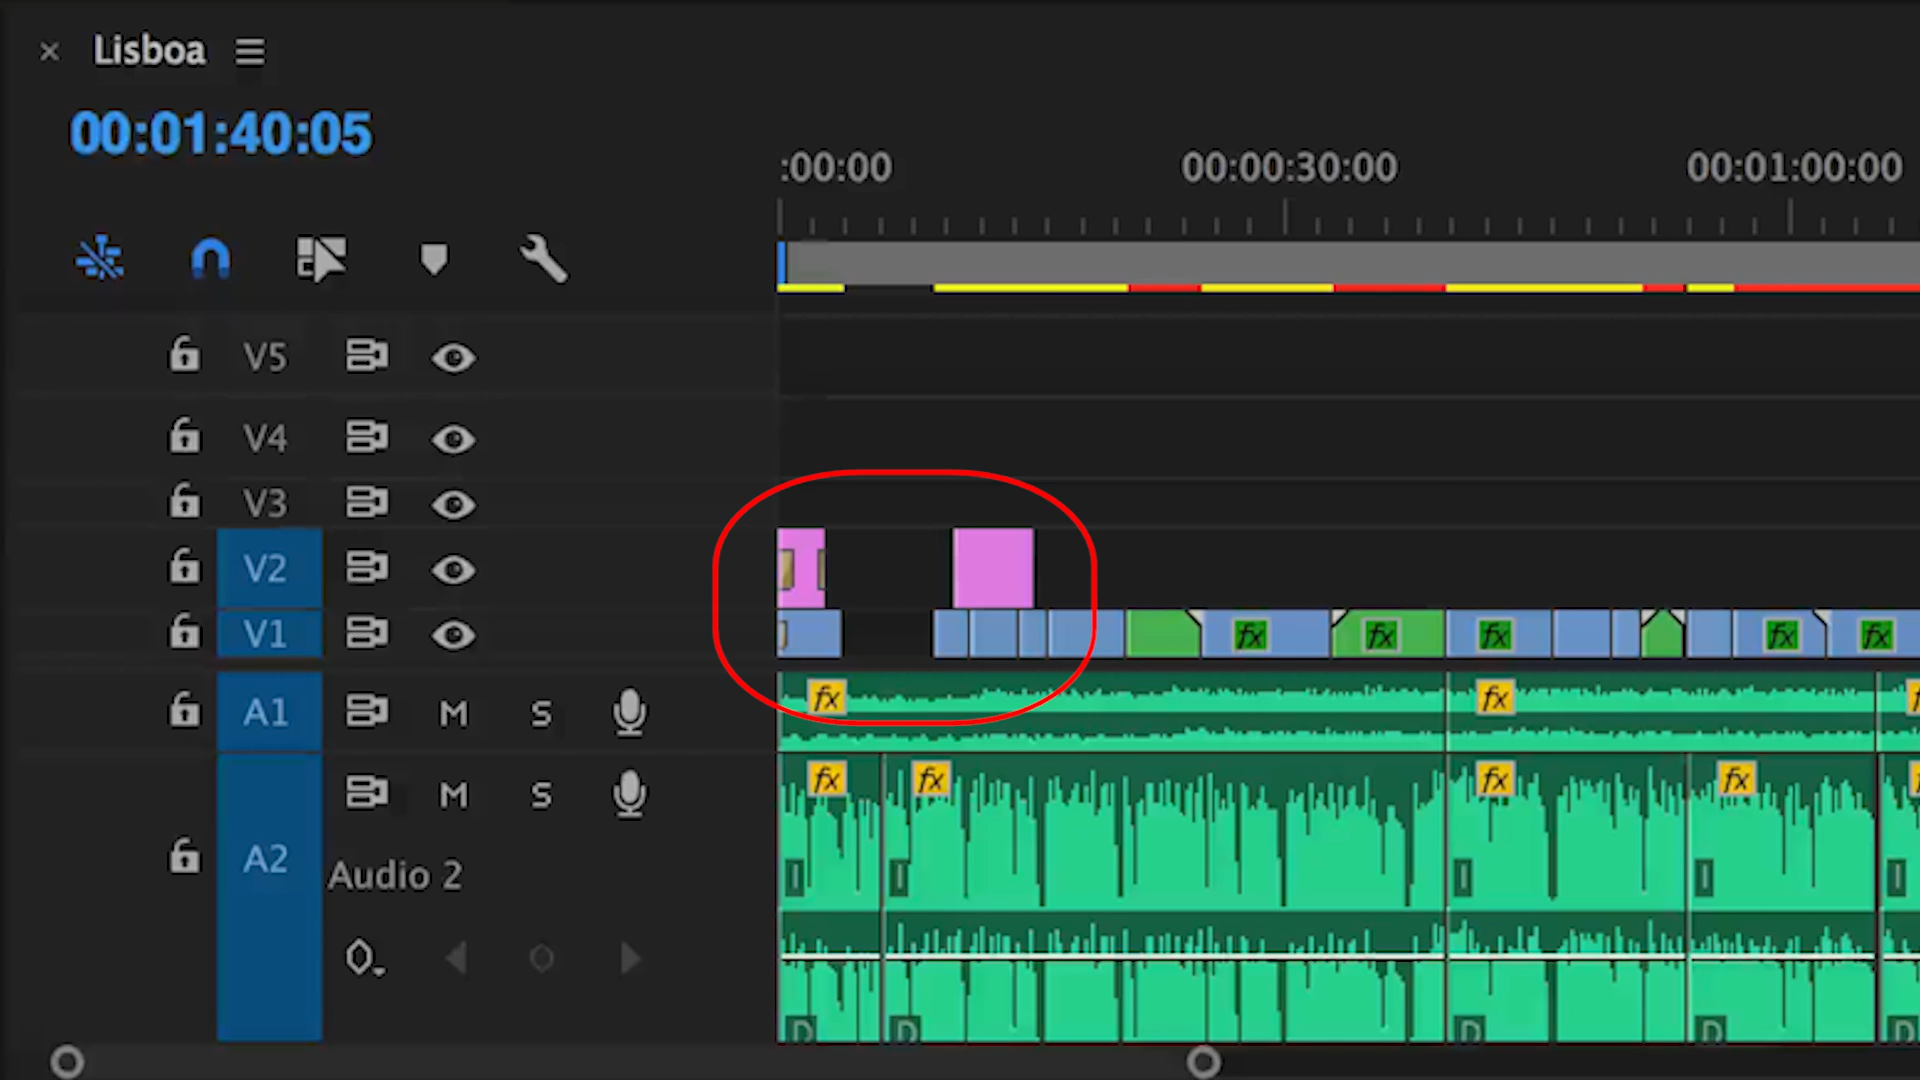 × Lisboa
00:01:40:05
:00:00 00:00:30:00 00:01:00:00
V5
V4
V3
V2
V1 fx fx fx fx fx
A1 M S fx fx
M S fx fx fx fx
A2
Audio 2
I I I I I
D D D D D